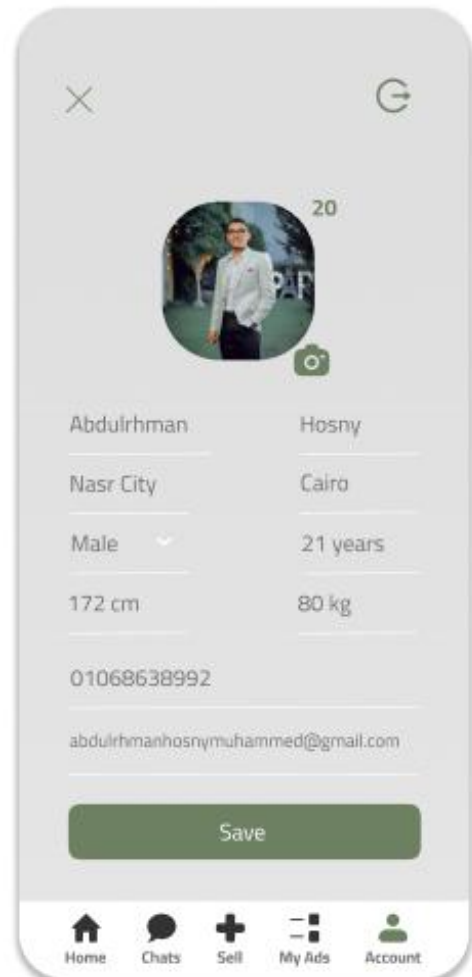 20
Abdulrhman Hosny
Nasr City Cairo
Male 21 years
172 cm 80 kg
01068638992
abdulrhmanhosnymuhammed@gmail.com
Save
Home Chats Sell My Ads Account